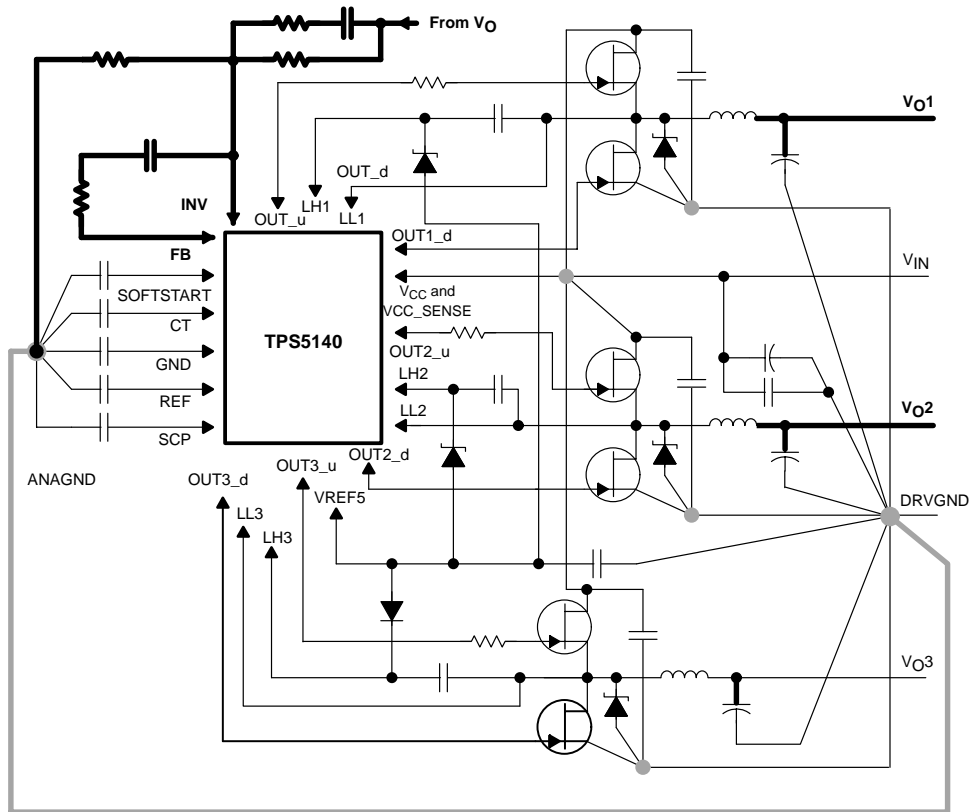 From VO
VO1
OUT_d
LH1
LL1
INV
OUT_u
OUT1_d
FB
VIN
SOFTSTART
VCC and
VCC_SENSE
CT
TPS5140
OUT2_u
GND
LH2
REF
LL2
VO2
SCP
OUT2_d
OUT3_u
ANAGND
OUT3_d
VREF5
DRVGND
LL3
LH3
VO3